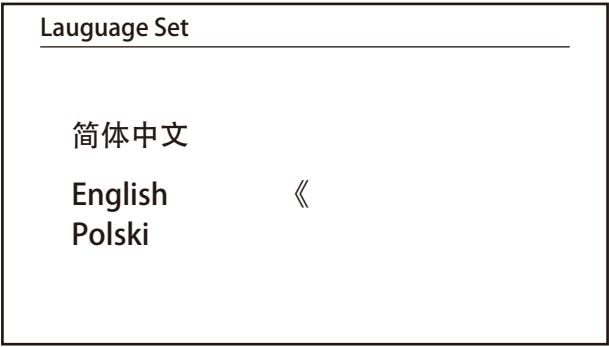 Lauguage Set
简体中文
English 《
Polski